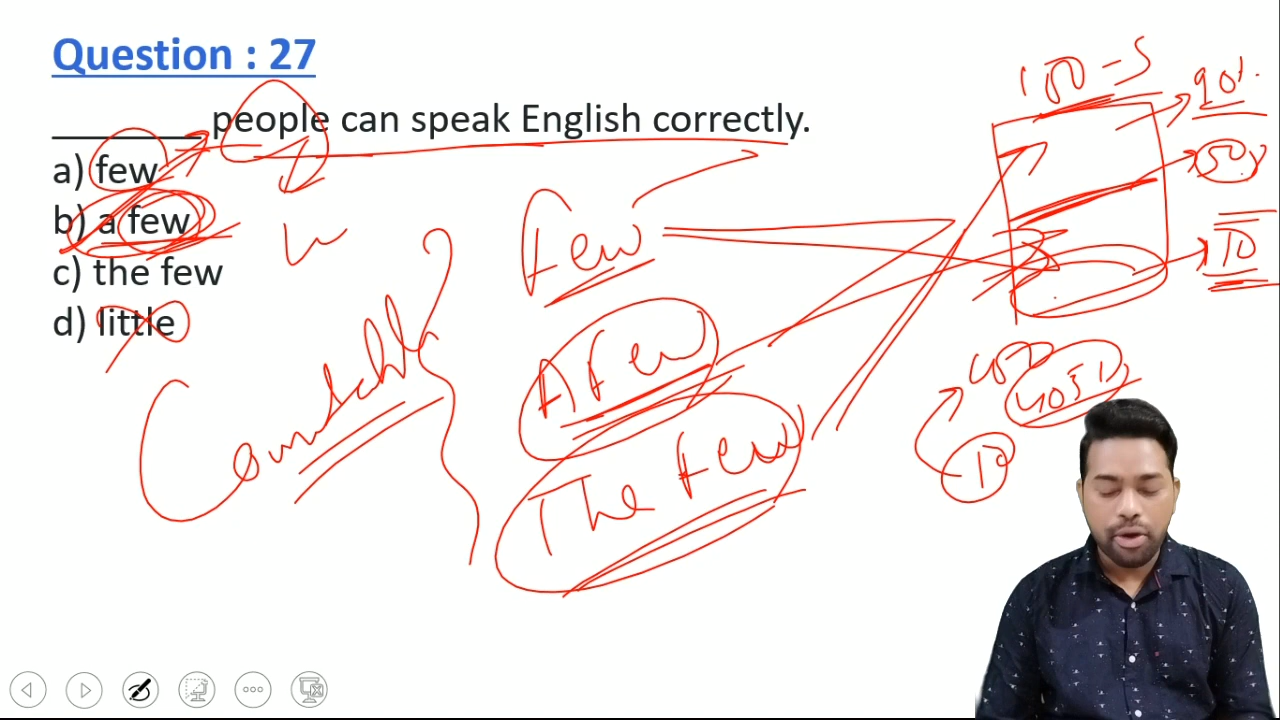 Question : 27
________ people can speak English correctly.
a) few
b) a few
c) the few
d) little
Countable
Few
A Few
The Few
100 - S
90%
50%
10
10